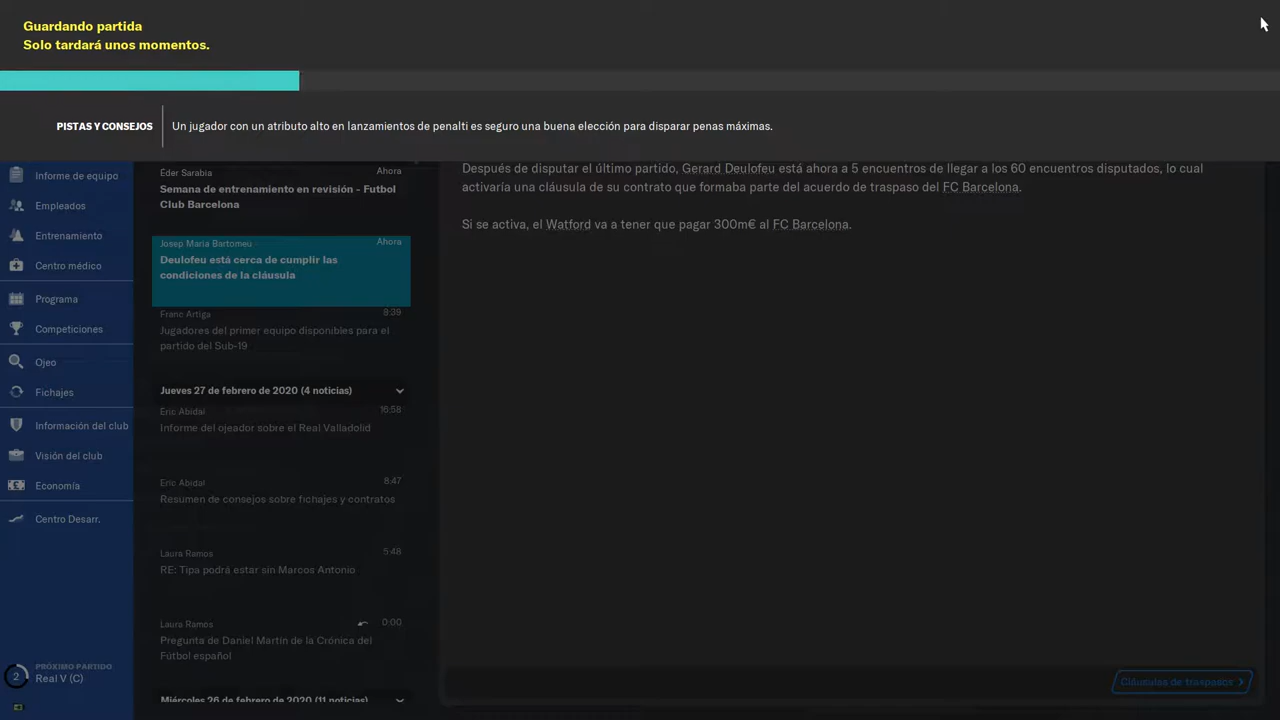 Guardando partida
Solo tardará unos momentos.
PISTAS Y CONSEJOS
Un jugador con un atributo alto en lanzamientos de penalti es seguro una buena elección para disparar penas máximas.
Informe de equipo
Empleados
Entrenamiento
Centro médico
Programa
Competiciones
Ojeo
Fichajes
Información del club
Visión del club
Economía
Centro Desarr.
2
PRÓXIMO PARTIDO
Real V (C)
Éder Sarabia
Ahora
Semana de entrenamiento en revisión - Futbol
Club Barcelona
Josep Maria Bartomeu
Ahora
Deulofeu está cerca de cumplir las
condiciones de la cláusula
Franc Artiga
8:39
Jugadores del primer equipo disponibles para el
partido del Sub-19
Jueves 27 de febrero de 2020 (4 noticias)
Eric Abidal
16:58
Informe del ojeador sobre el Real Valladolid
Eric Abidal
8:47
Resumen de consejos sobre fichajes y contratos
Laura Ramos
5:48
RE: Tipa podrá estar sin Marcos Antonio
Laura Ramos
0:00
Pregunta de Daniel Martín de la Crónica del
Fútbol español
Miércoles 26 de febrero de 2020 (11 noticias)
Después de disputar el último partido, Gerard Deulofeu está ahora a 5 encuentros de llegar a los 60 encuentros disputados, lo cual
activaría una cláusula de su contrato que formaba parte del acuerdo de traspaso del FC Barcelona.
Si se activa, el Watford va a tener que pagar 300m€ al FC Barcelona.
Cláusulas de traspasos